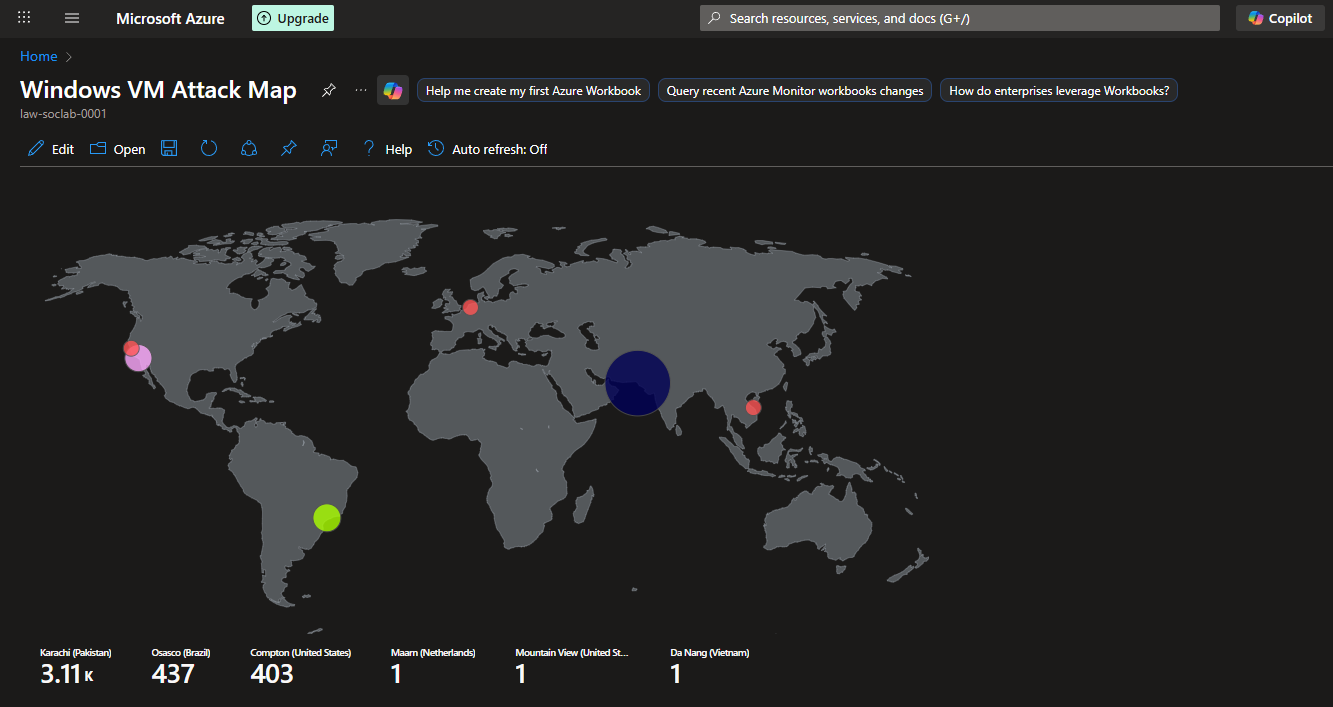 Microsoft Azure
Upgrade
Search resources, services, and docs (G+/)
Copilot
Home
Windows VM Attack Map
...
Help me create my first Azure Workbook
Query recent Azure Monitor workbooks changes
How do enterprises leverage Workbooks?
law-soclab-0001
Edit
Open
? Help
Auto refresh: Off
Karachi (Pakistan)
3.11 K
Osasco (Brazil)
437
Compton (United States)
403
Maarn (Netherlands)
1
Mountain View (United St...
1
Da Nang (Vietnam)
1